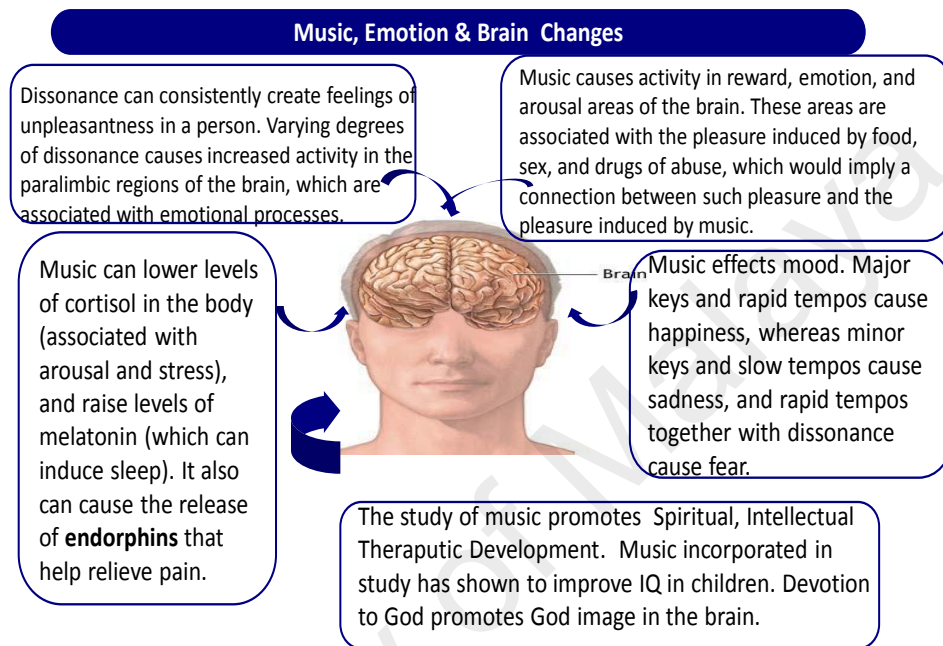 Music, Emotion & Brain Changes
Dissonance can consistently create feelings of
unpleasantness in a person. Varying degrees
of dissonance causes increased activity in the
paralimbic regions of the brain, which are
associated with emotional processes.
Music causes activity in reward, emotion, and
arousal areas of the brain. These areas are
associated with the pleasure induced by food,
sex, and drugs of abuse, which would imply a
connection between such pleasure and the
pleasure induced by music.
Music can lower levels
of cortisol in the body
(associated with
arousal and stress),
and raise levels of
melatonin (which can
induce sleep). It also
can cause the release
of endorphins that
help relieve pain.
Brain
Music effects mood. Major
keys and rapid tempos cause
happiness, whereas minor
keys and slow tempos cause
sadness, and rapid tempos
together with dissonance
cause fear.
The study of music promotes Spiritual, Intellectual
Theraputic Development. Music incorporated in
study has shown to improve IQ in children. Devotion
to God promotes God image in the brain.
of Malaya